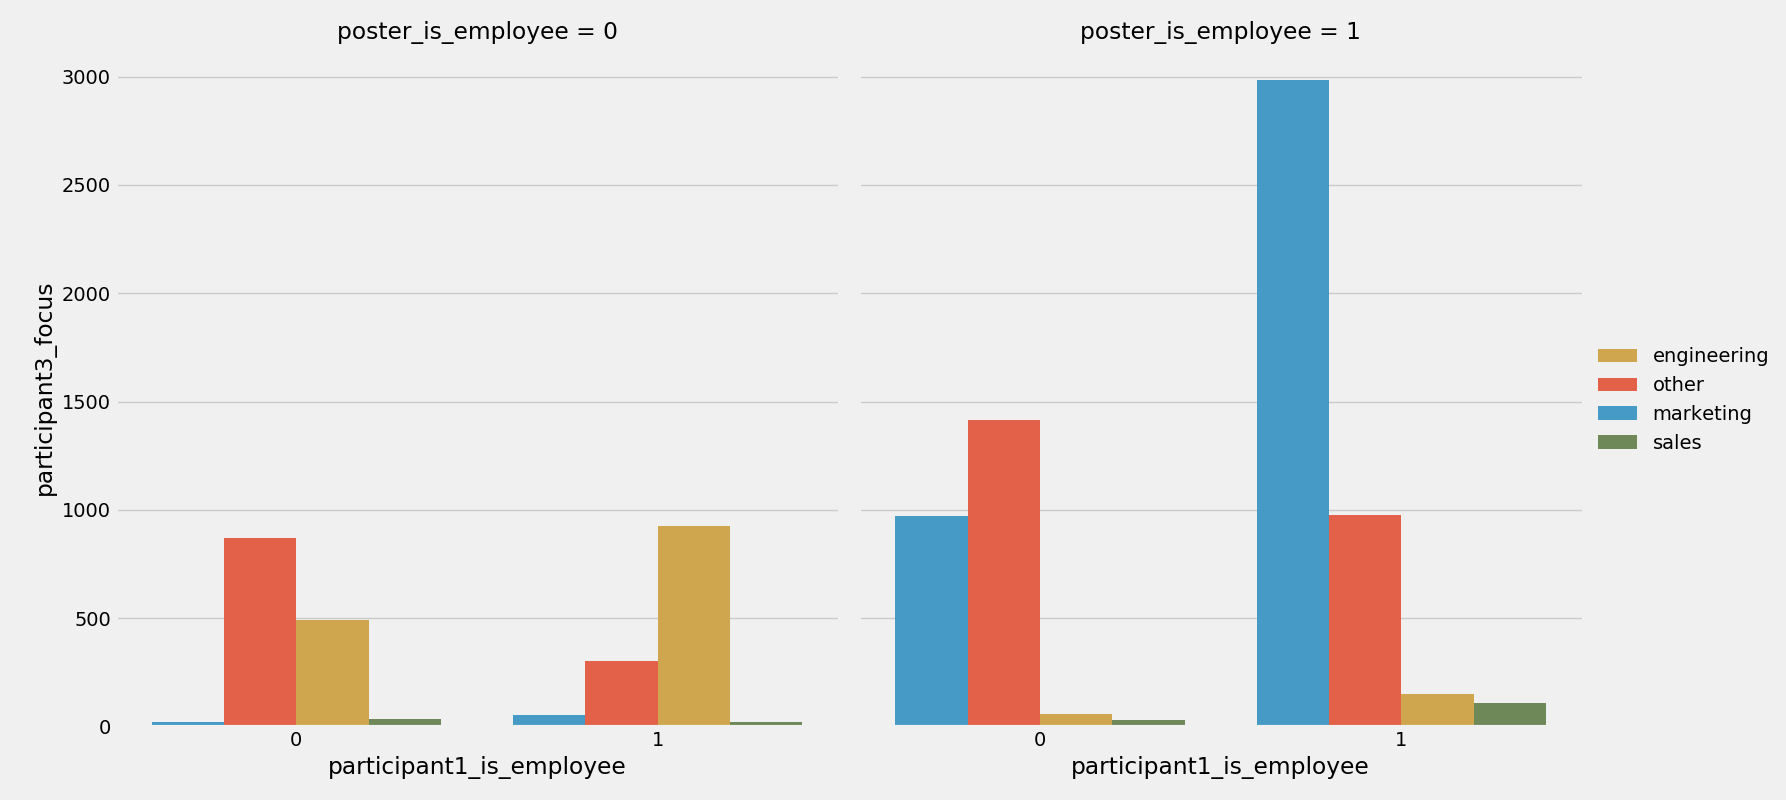 poster_is_employee = 0
poster_is_employee = 1
participant3_focus
3000
2500
2000
1500
1000
500
0
0
1
0
1
participant1_is_employee
participant1_is_employee
engineering
other
marketing
sales